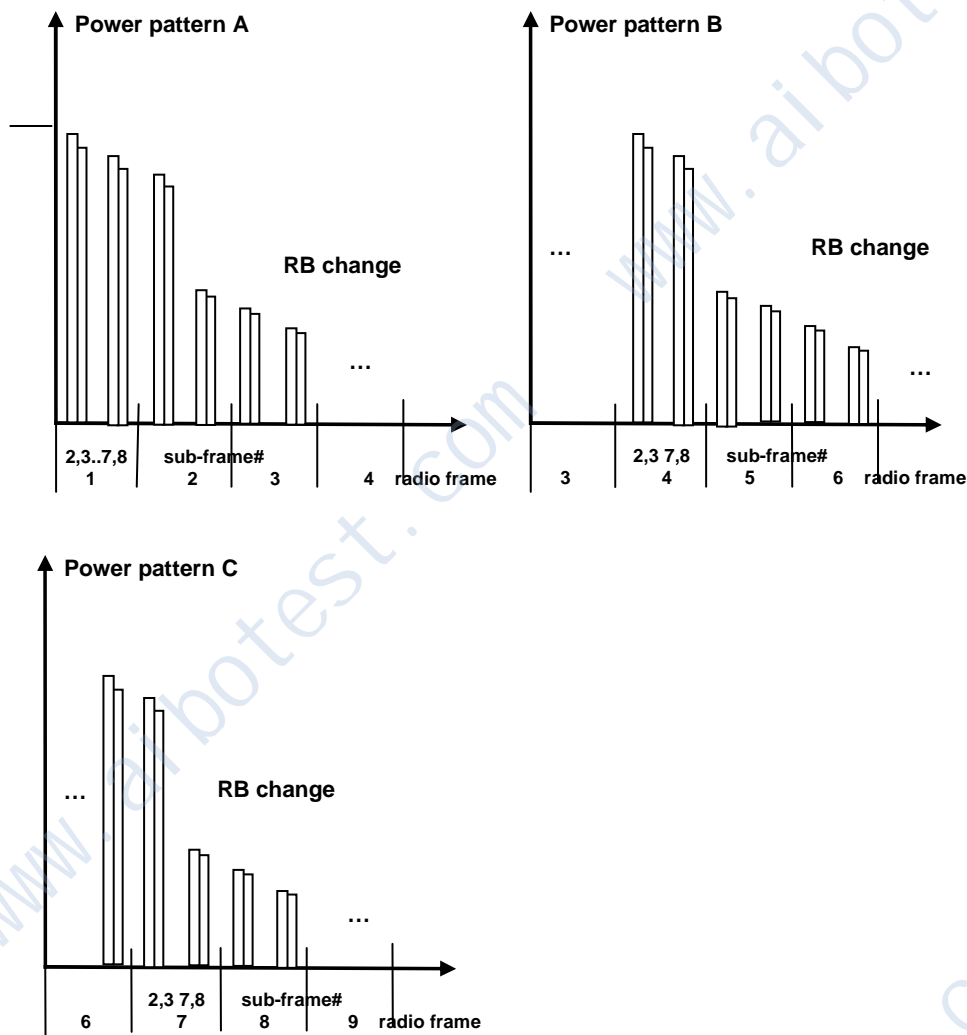 Power pattern A
RB change
...
2,3..7,8 sub-frame#
1 2 3 4 radio frame
Power pattern B
...
RB change
...
2,3 7,8 sub-frame#
3 4 5 6 radio frame
Power pattern C
...
RB change
...
2,3 7,8 sub-frame#
6 7 8 9 radio frame
www.aibotest.com
www.aibot